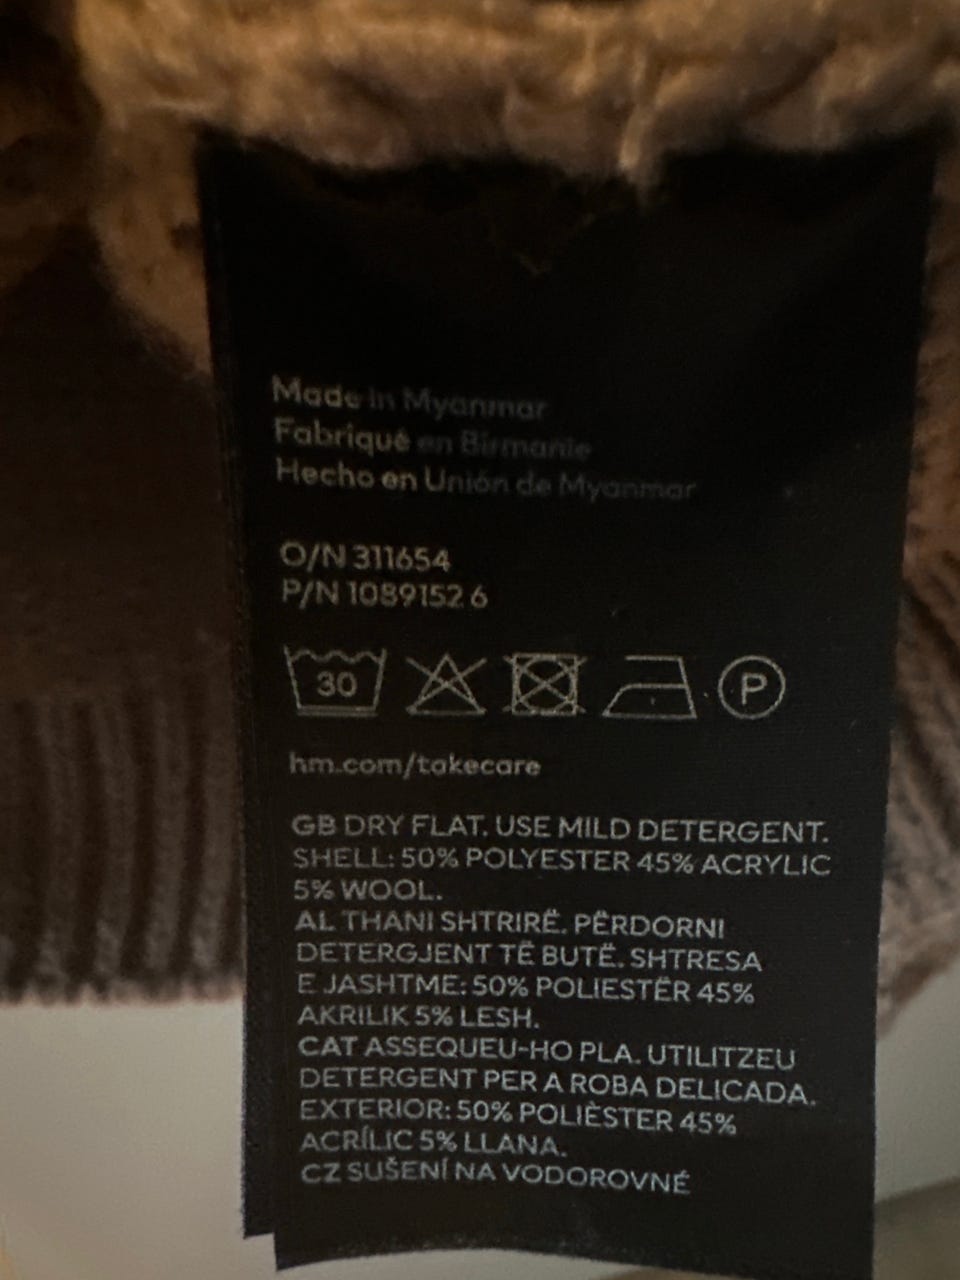 Made in Myanmar
Fabriqué en Birmanie
Hecho en Unión de Myanmar
O/N 311654
P/N 1089152 6
30 P
hm.com/takecare
GB DRY FLAT. USE MILD DETERGENT.
SHELL: 50% POLYESTER 45% ACRYLIC
5% WOOL.
AL THANI SHTRIRË. PËRDORNI
DETERGJENT TË BUTË. SHTRESA
E JASHTME: 50% POLIESTËR 45%
AKRILIK 5% LESH.
CAT ASSEQUEU-HO PLA. UTILITZEU
DETERGENT PER A ROBA DELICADA.
EXTERIOR: 50% POLIÈSTER 45%
ACRÍLIC 5% LLANA.
CZ SUŠENÍ NA VODOROVNÉ